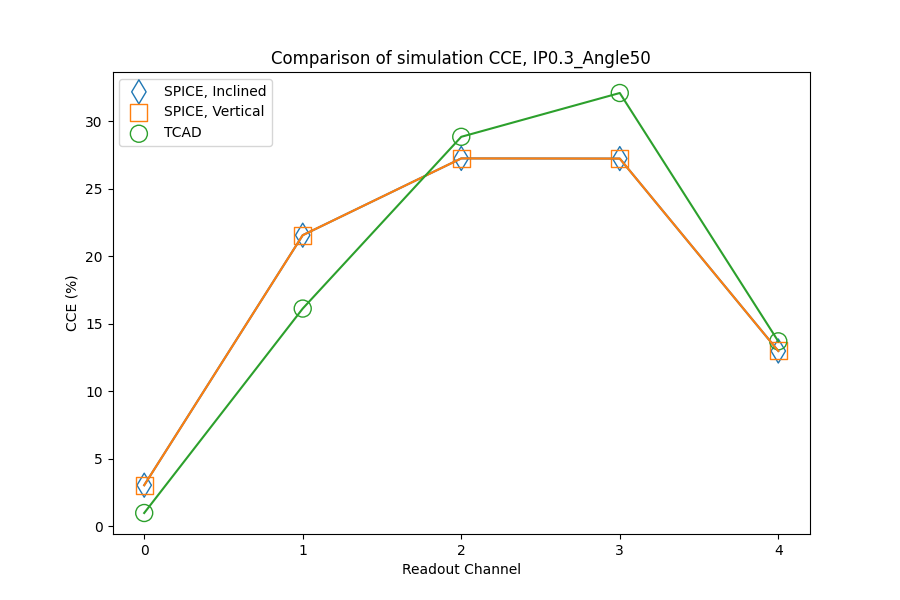 Comparison of simulation CCE, IP0.3_Angle50
SPICE, Inclined
SPICE, Vertical
TCAD
30
25
20
15
10
5
0
CCE (%)
0 1 2 3 4
Readout Channel